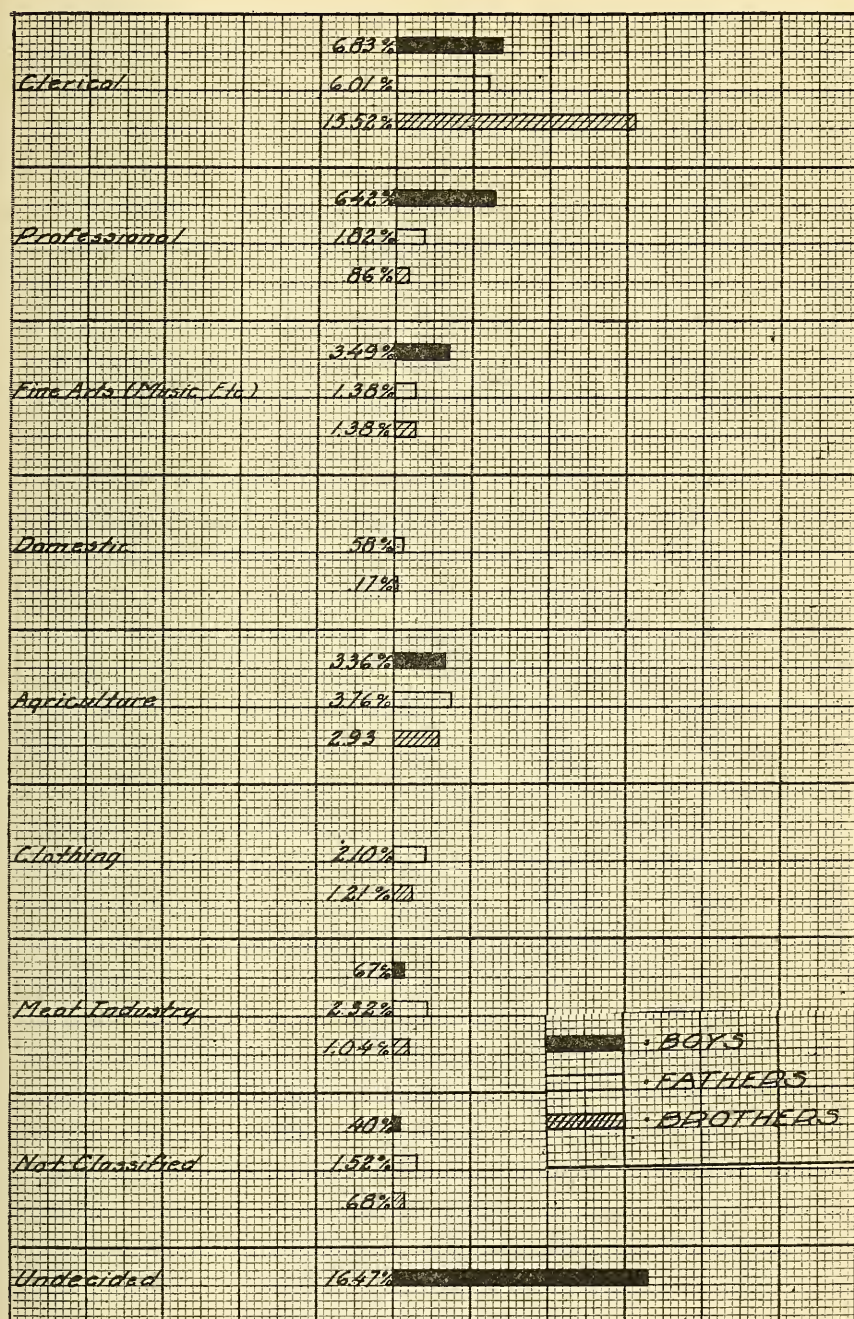 6.83%
Clerical 6.01%
15.52%
6.42%
Professional 1.82%
.86%
3.49%
Fine Arts (Music, Etc) 1.38%
1.38%
Domestic .58%
.17%
3.36%
Agriculture 3.76%
2.93
Clothing 2.10%
1.21%
.67%
Meat Industry 2.32%
1.04%
• BOYS
• FATHERS
• BROTHERS
.40%
Not Classified 1.52%
.68%
Undecided 16.47%